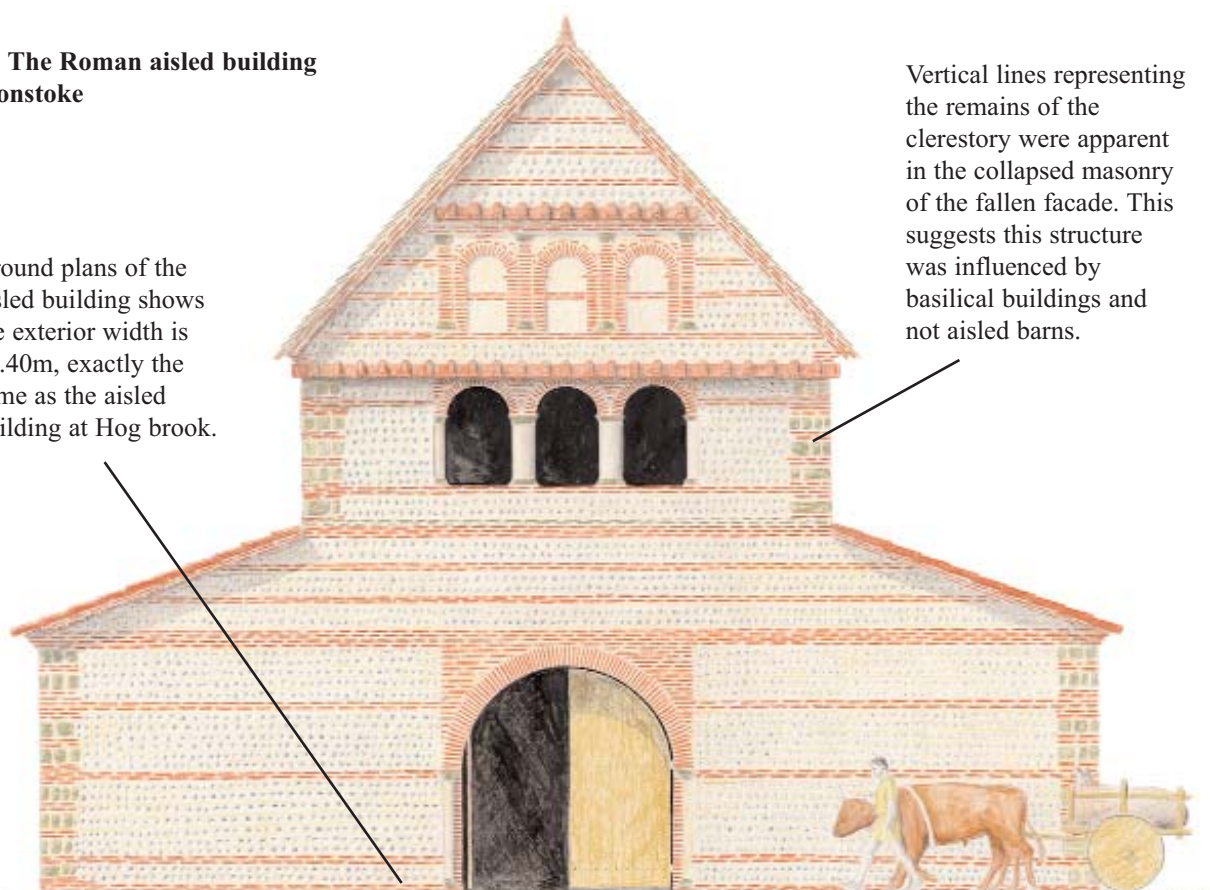 The Roman aisled building
onstoke
Vertical lines representing
the remains of the
clerestory were apparent
in the collapsed masonry
of the fallen facade. This
suggests this structure
was influenced by
basilical buildings and
not aisled barns.
round plans of the
sled building shows
e exterior width is
.40m, exactly the
me as the aisled
ilding at Hog brook.